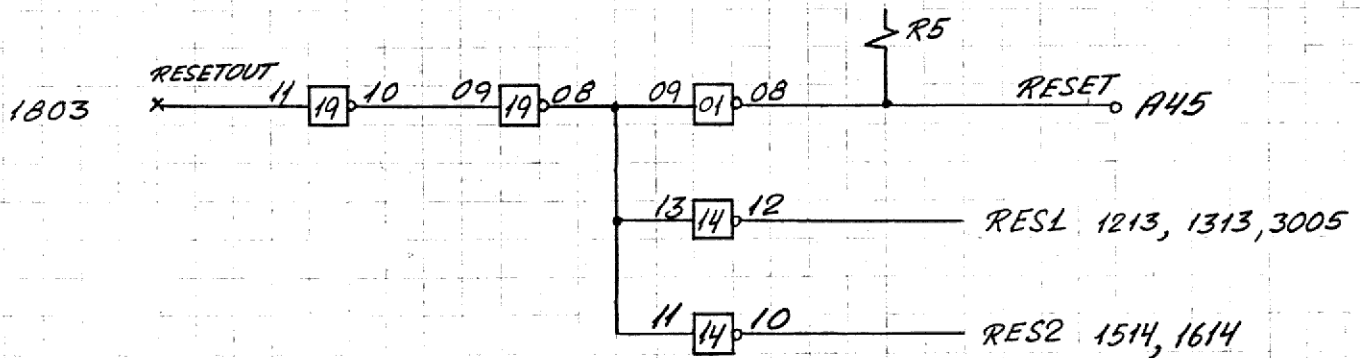 R5
RESETOUT
1803 11 19 10 09 19 08 09 01 08 RESET A45
13 14 12 RES1 1213, 1313, 3005
11 14 10 RES2 1514, 1614